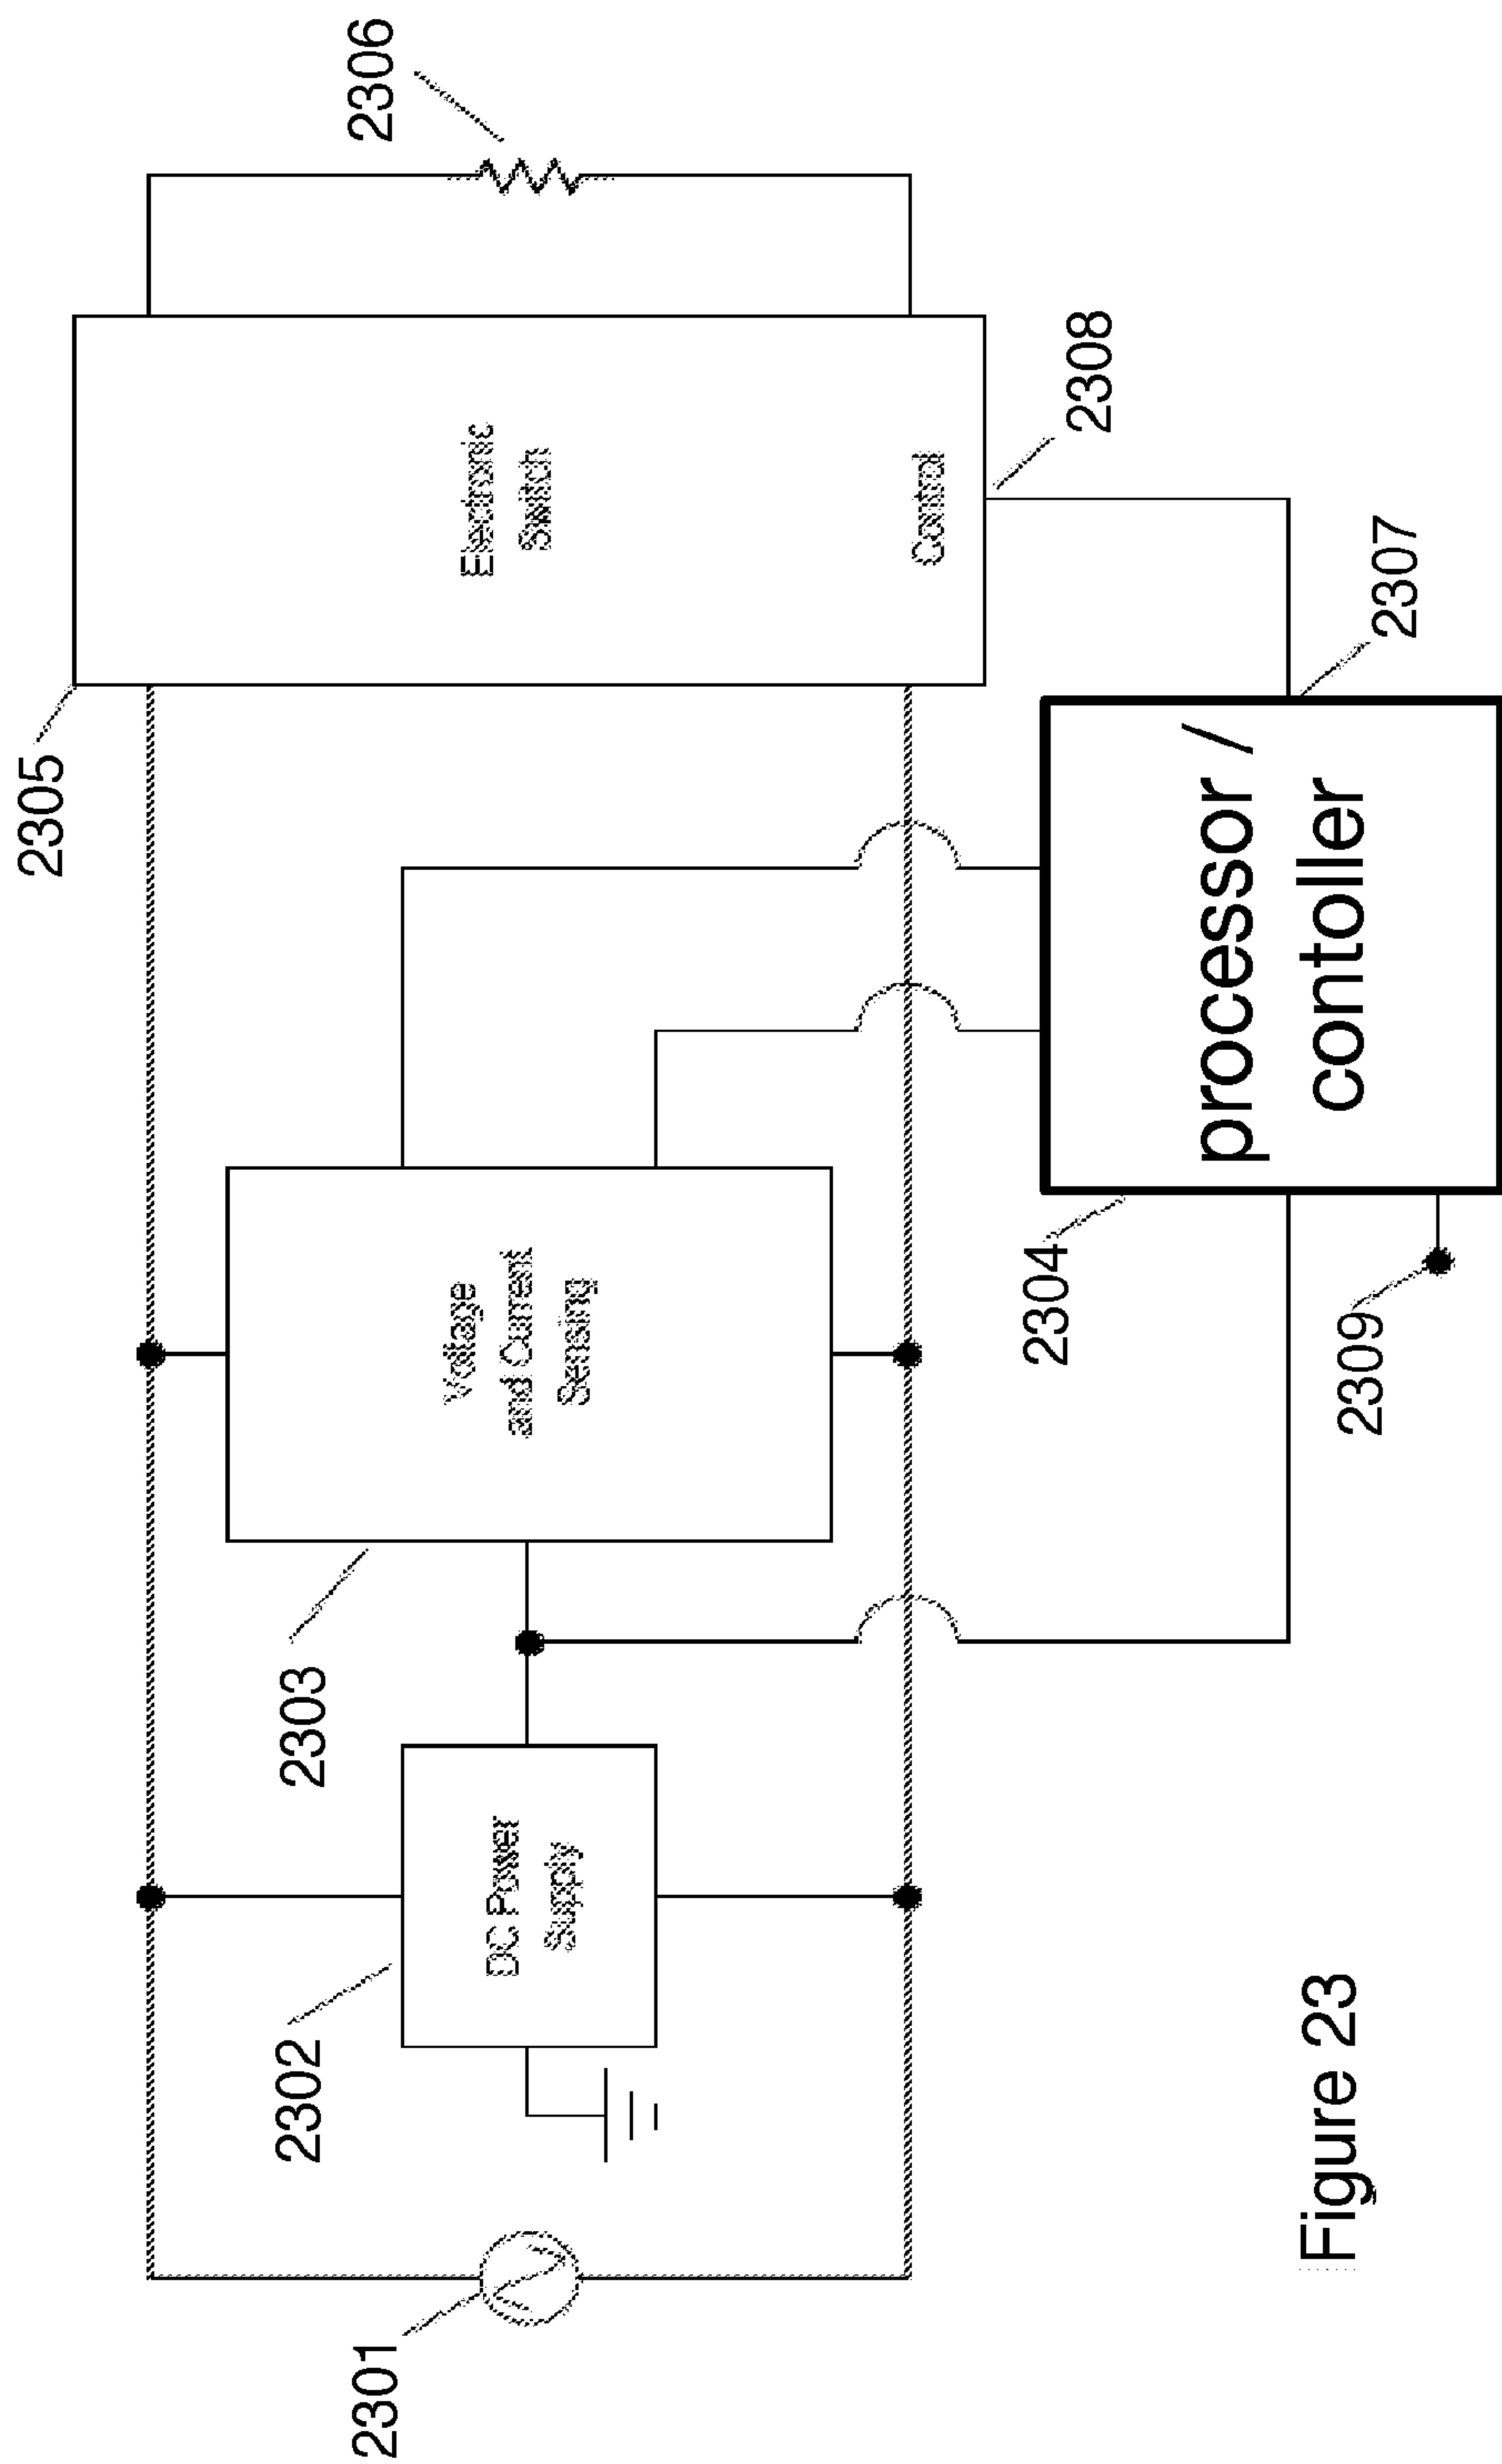 2301
2302
2303
2304
2305
2306
2307
2308
2309
DC Power
Supply
Voltage
and Current
Sensing
Electronic
Switch
Control
processor /
contoller
Figure 23